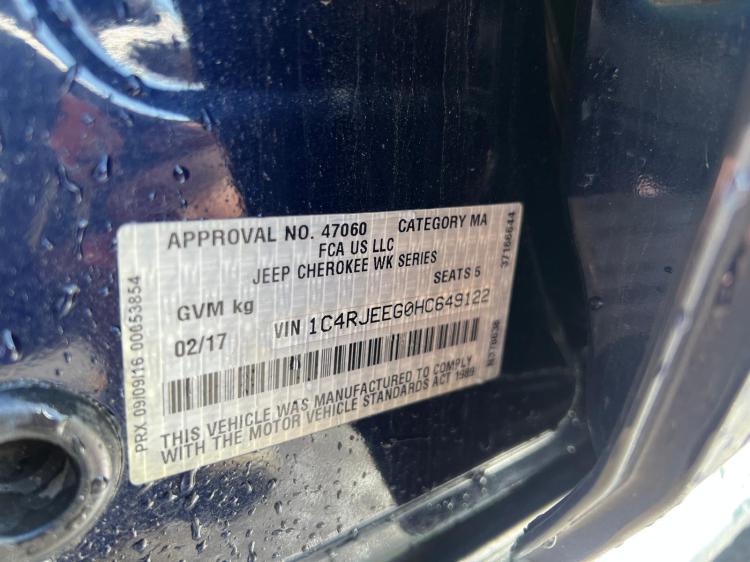 APPROVAL NO. 47060 CATEGORY MA
FCA US LLC
JEEP CHEROKEE WK SERIES
SEATS 5
GVM kg
02/17 VIN 1C4RJEEG0HC649122
THIS VEHICLE WAS MANUFACTURED TO COMPLY
WITH THE MOTOR VEHICLE STANDARDS ACT 1989
PRX 09/09/16 00053854
37166644